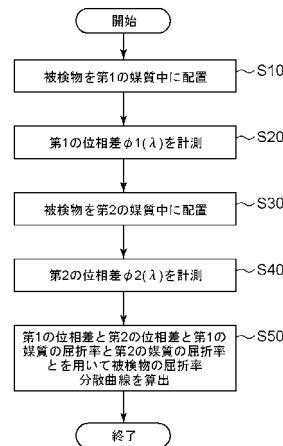 開始
被検物を第1の媒質中に配置
S10
第1の位相差φ1(λ)を計測
S20
被検物を第2の媒質中に配置
S30
第2の位相差φ2(λ)を計測
S40
第1の位相差と第2の位相差と第1の
媒質の屈折率と第2の媒質の屈折率
とを用いて被検物の屈折率
分散曲線を算出
S50
終了